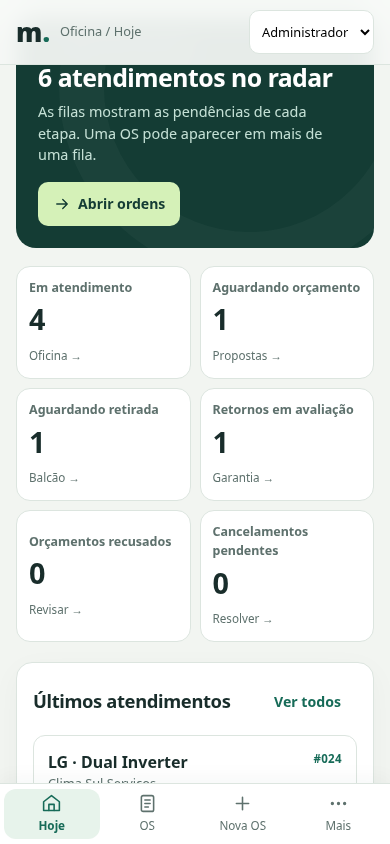 m. Oficina / Hoje Administrador
6 atendimentos no radar
As filas mostram as pendências de cada
etapa. Uma OS pode aparecer em mais de
uma fila.
→ Abrir ordens
Em atendimento
4
Oficina →
Aguardando orçamento
1
Propostas →
Aguardando retirada
1
Balcão →
Retornos em avaliação
1
Garantia →
Orçamentos recusados
0
Revisar →
Cancelamentos
pendentes
0
Resolver →
Últimos atendimentos Ver todos
LG · Dual Inverter #024
Clima Sul Serviços
Hoje OS Nova OS Mais